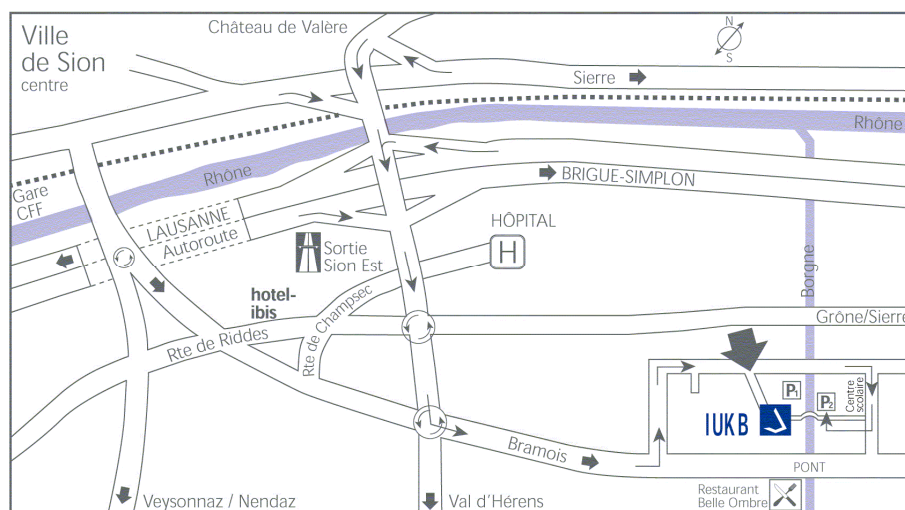 Ville
de Sion
centre
Château de Valère
N
S
Sierre
Rhône
Rhône
Gare
CFF
LAUSANNE
Autoroute
BRIGUE-SIMPLON
HÔPITAL
H
Sortie
Sion Est
Borgne
hotel-
ibis
Rte de Champsec
Rte de Riddes
Grône/Sierre
P1
P2
Centre
scolaire
IUKB
Bramois
PONT
Restaurant
Belle Ombre
Veysonnaz / Nendaz
Val d'Hérens